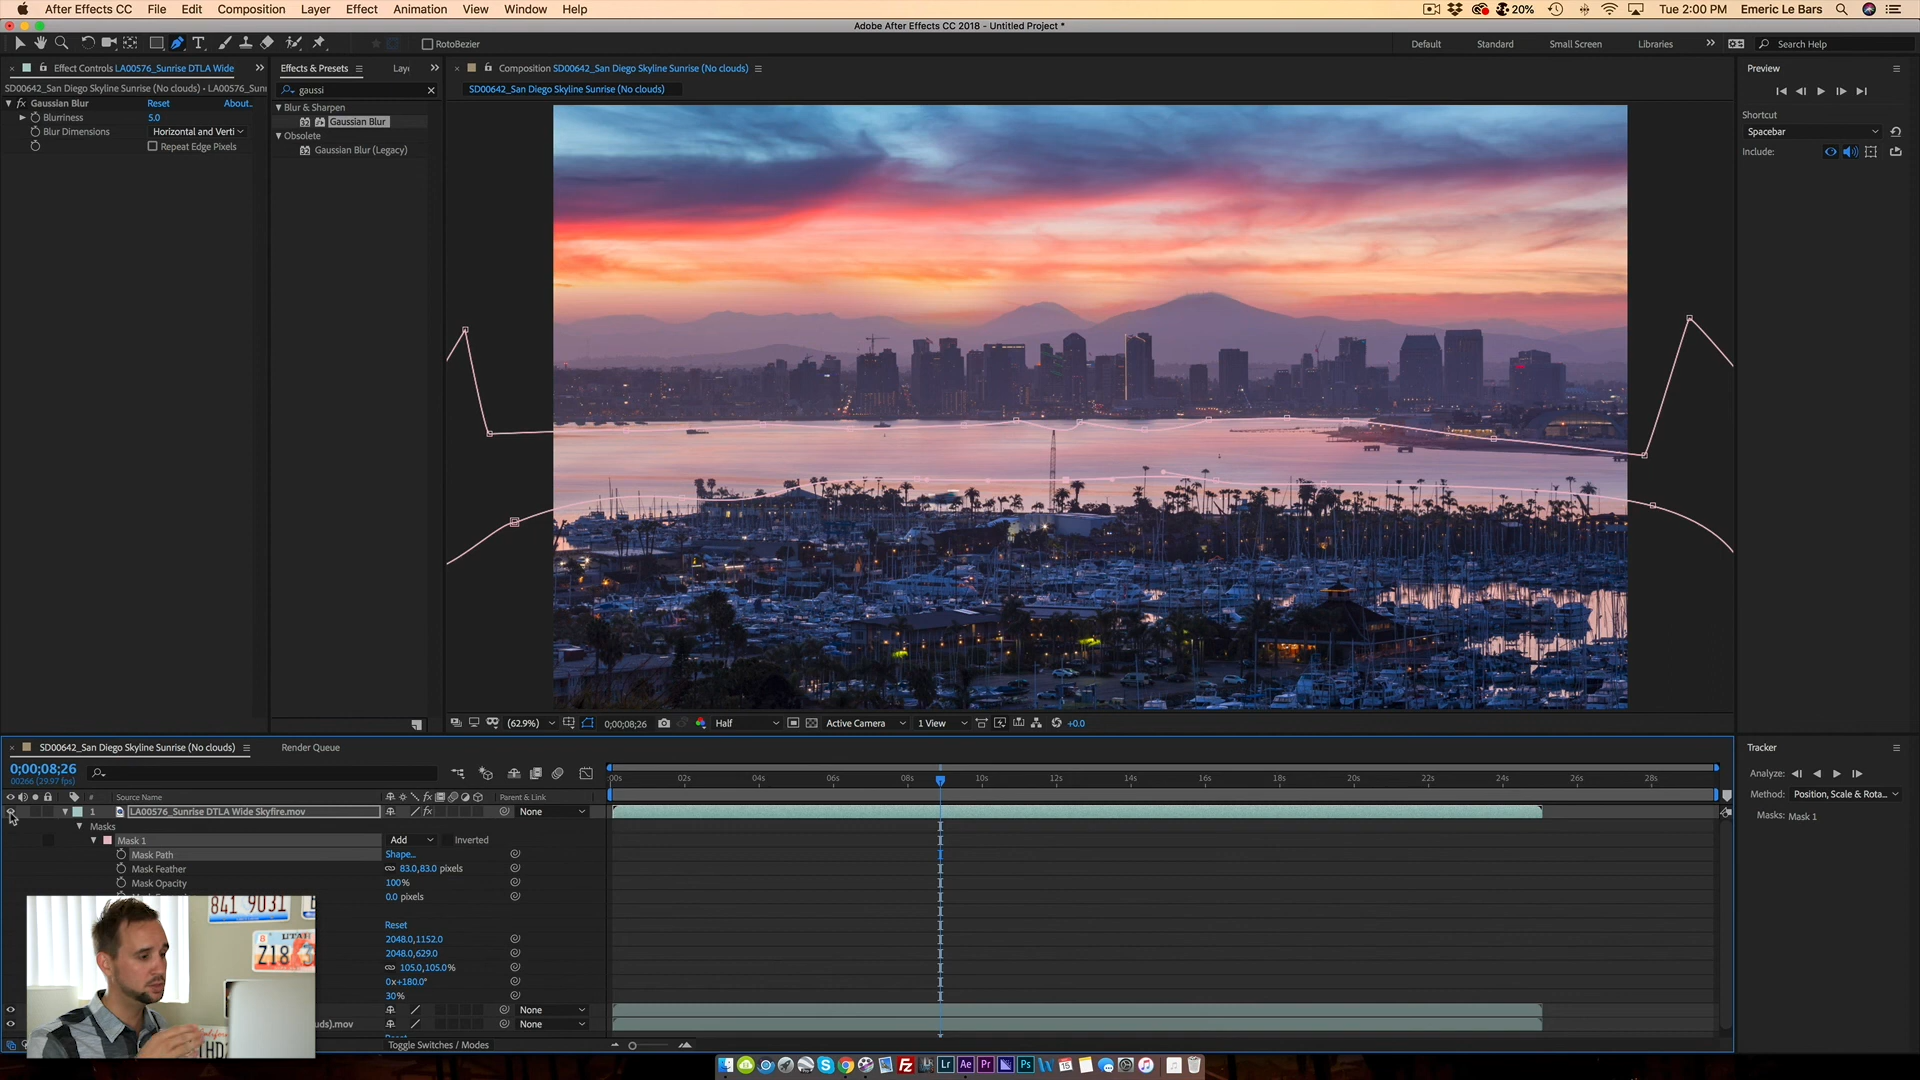 After Effects CC File Edit Composition Layer Effect Animation View Window Help
20% Tue 2:00 PM Emeric Le Bars
Adobe After Effects CC 2018 - Untitled Project *
RotoBezier
Default Standard Small Screen Libraries Search Help
Effect Controls LA00576_Sunrise DTLA Wide
SD00642_San Diego Skyline Sunrise (No clouds) • LA00576_Sunr
Gaussian Blur Reset About..
Blurriness 5.0
Blur Dimensions Horizontal and Verti
Repeat Edge Pixels
Effects & Presets
gaussi
Blur & Sharpen
Gaussian Blur
Obsolete
Gaussian Blur (Legacy)
Composition SD00642_San Diego Skyline Sunrise (No clouds)
SD00642_San Diego Skyline Sunrise (No clouds)
Preview
Shortcut
Spacebar
Include:
(62.9%) 0;00;08;26 Half Active Camera 1 View +0.0
SD00642_San Diego Skyline Sunrise (No clouds) Render Queue
0;00;08;26
00266 (29.97 fps)
# Source Name Parent & Link
:00s 02s 04s 06s 08s 10s 12s 14s 16s 18s 20s 22s 24s 26s 28s
1 LA00576_Sunrise DTLA Wide Skyfire.mov None
Masks
Mask 1 Add Inverted
Mask Path Shape...
Mask Feather 83.0,83.0 pixels
Mask Opacity 100%
0.0 pixels
Reset
2048.0,1152.0
2048.0,629.0
105.0,105.0%
0x+180.0°
30%
None
uds).mov None
Toggle Switches / Modes
Tracker
Analyze:
Method: Position, Scale & Rota...
Masks: Mask 1
841 9031
UTAH
Z18
Lr Ae Pr Ps